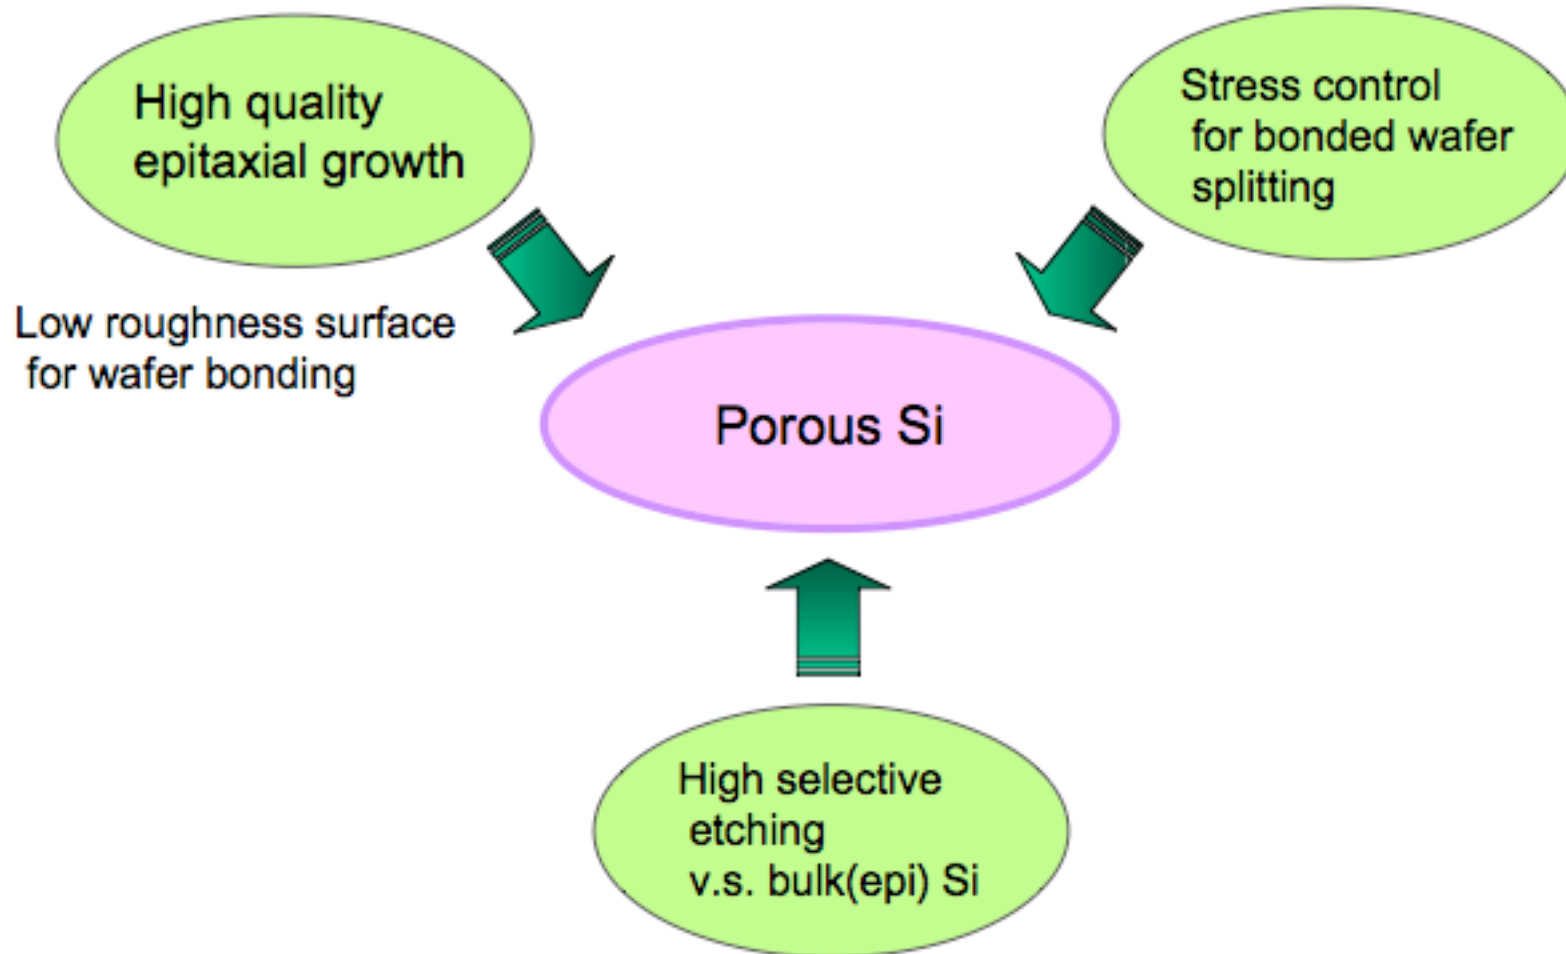 High quality
epitaxial growth
Stress control
for bonded wafer
splitting
Low roughness surface
for wafer bonding
Porous Si
High selective
etching
v.s. bulk(epi) Si